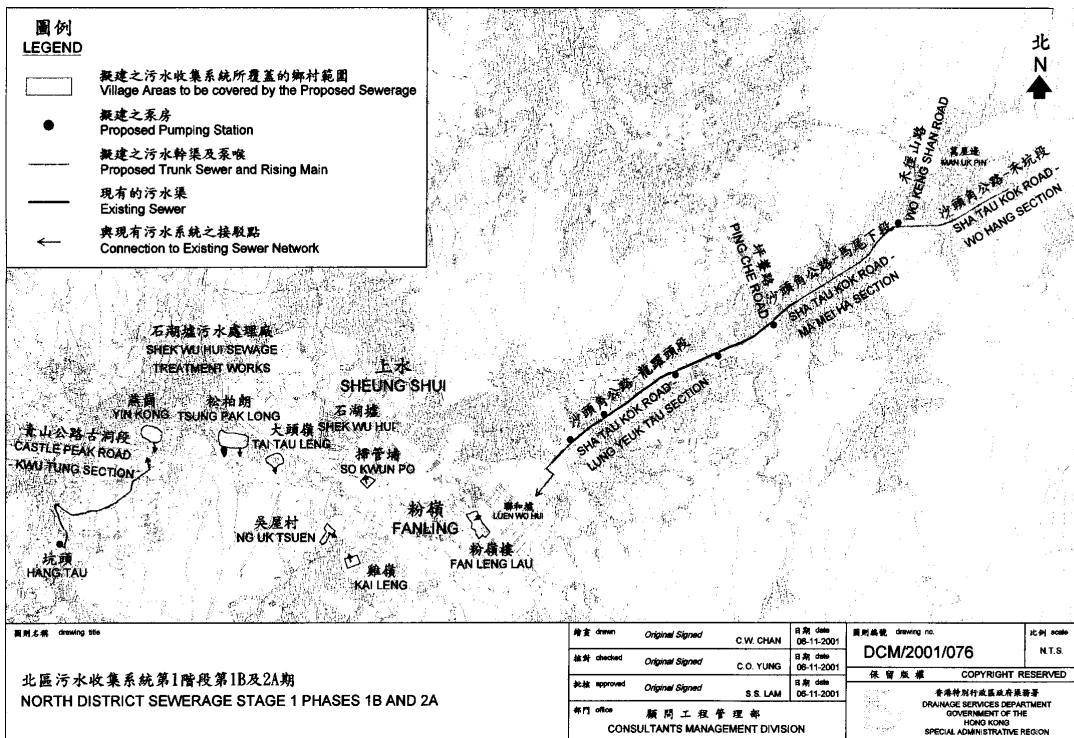 圖例
LEGEND
擬建之污水收集系統所覆蓋的鄉村範圍
Village Areas to be covered by the Proposed Sewerage
擬建之泵房
Proposed Pumping Station
擬建之污水幹渠及泵喉
Proposed Trunk Sewer and Rising Main
現有的污水渠
Existing Sewer
與現有污水系統之接駁點
Connection to Existing Sewer Network
北
N
禾徑山路
WO KENG SHAN ROAD
萬屋邊
MAN UK PIN
沙頭角公路-禾坑段
SHA TAU KOK ROAD -
WO HANG SECTION
坪輋路
PING CHE ROAD
沙頭角公路-馬尾下段
SHA TAU KOK ROAD -
MA MEI HA SECTION
沙頭角公路-龍躍頭段
SHA TAU KOK ROAD -
LUNG YEUK TAU SECTION
石湖墟污水處理廠
SHEK WU HUI SEWAGE
TREATMENT WORKS
上水
SHEUNG SHUI
燕崗
YIN KONG
松柏朗
TSUNG PAK LONG
石湖墟
SHEK WU HUI
大頭嶺
TAI TAU LENG
青山公路古洞段
CASTLE PEAK ROAD
- KWU TUNG SECTION -
掃管埔
SO KWUN PO
粉嶺
FANLING
聯和墟
LUEN WO HUI
吳屋村
NG UK TSUEN
粉嶺樓
FAN LENG LAU
坑頭
HANG TAU
雞嶺
KAI LENG
圖則名稱 drawing title
北區污水收集系統第1階段第1B及2A期
NORTH DISTRICT SEWERAGE STAGE 1 PHASES 1B AND 2A
繪畫 drawn Original Signed C.W. CHAN 日期 date 06-11-2001
核對 checked Original Signed C.O. YUNG 日期 date 06-11-2001
批核 approved Original Signed S.S. LAM 日期 date 06-11-2001
部門 office 顧問工程管理部
CONSULTANTS MANAGEMENT DIVISION
圖則編號 drawing no. DCM/2001/076
比例 scale N.T.S.
保留版權 COPYRIGHT RESERVED
香港特別行政區政府渠務署
DRAINAGE SERVICES DEPARTMENT
GOVERNMENT OF THE
HONG KONG
SPECIAL ADMINISTRATIVE REGION